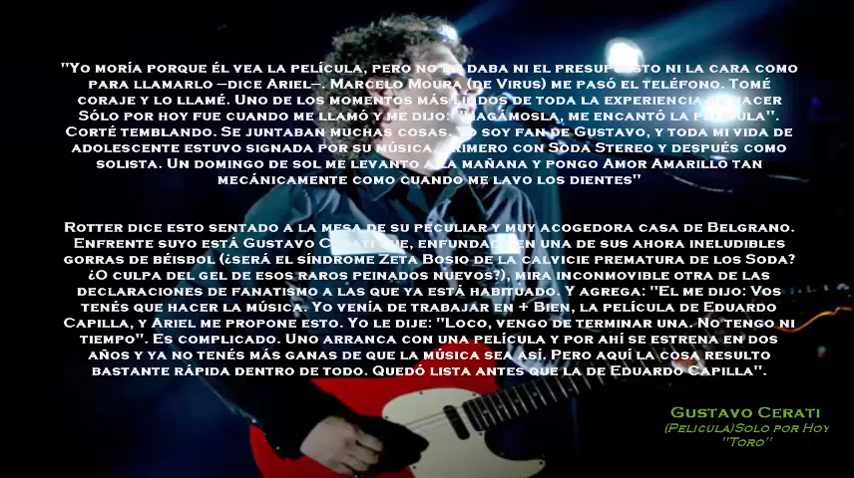 "Yo moría porque él vea la película, pero no me daba ni el presupuesto ni la cara como
para llamarlo –dice Ariel–. Marcelo Moura (de Virus) me pasó el teléfono. Tomé
coraje y lo llamé. Uno de los momentos más lindos de toda la experiencia de hacer
Sólo por hoy fue cuando me llamó y me dijo: "Hagámosla, me encantó la película".
Corté temblando. Se juntaban muchas cosas. Yo soy fan de Gustavo, y toda mi vida de
adolescente estuvo signada por su música, primero con Soda Stereo y después como
solista. Un domingo de sol me levanto a la mañana y pongo Amor Amarillo tan
mecánicamente como cuando me lavo los dientes"
Rotter dice esto sentado a la mesa de su peculiar y muy acogedora casa de Belgrano.
Enfrente suyo está Gustavo Cerati que, enfundado en una de sus ahora ineludibles
gorras de béisbol (¿será el síndrome Zeta Bosio de la calvicie prematura de los Soda?
¿O culpa del gel de esos raros peinados nuevos?), mira inconmovible otra de las
declaraciones de fanatismo a las que ya está habituado. Y agrega: "El me dijo: Vos
tenés que hacer la música. Yo venía de trabajar en + Bien, la película de Eduardo
Capilla, y Ariel me propone esto. Yo le dije: "Loco, vengo de terminar una. No tengo ni
tiempo". Es complicado. Uno arranca con una película y por ahí se estrena en dos
años y ya no tenés más ganas de que la música sea así. Pero aquí la cosa resulto
bastante rápida dentro de todo. Quedó lista antes que la de Eduardo Capilla".
Gustavo Cerati
(Pelicula)Solo por Hoy
"Toro"